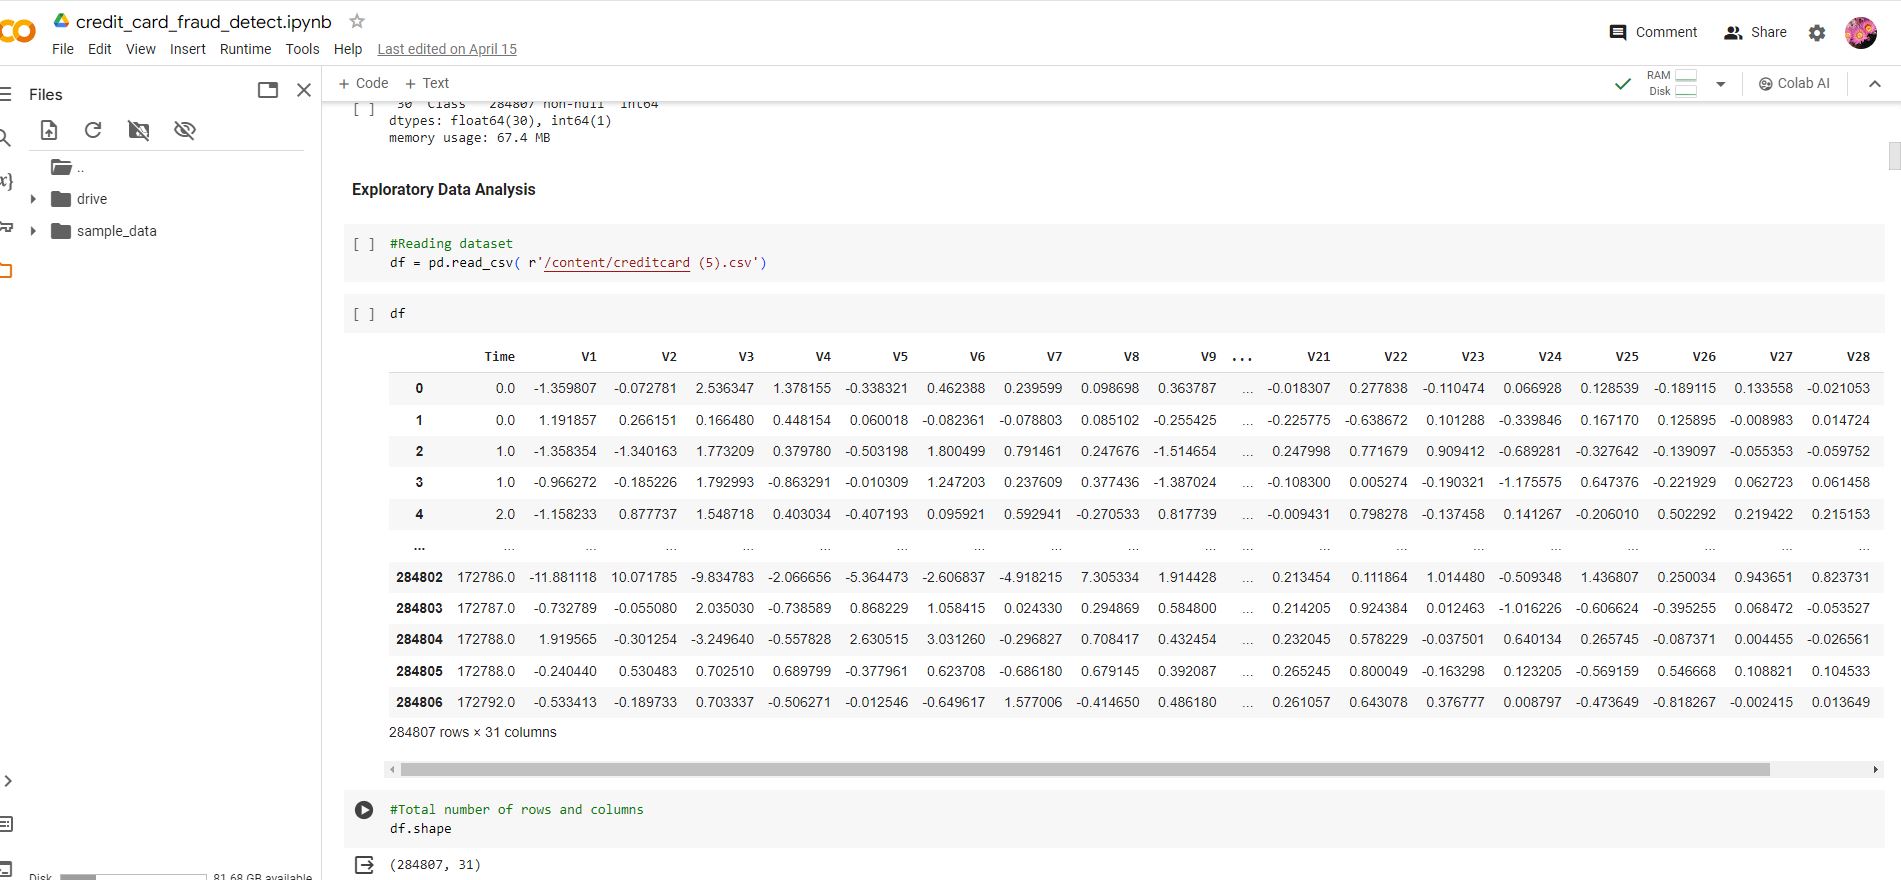 credit_card_fraud_detect.ipynb
File Edit View Insert Runtime Tools Help Last edited on April 15
Comment Share
Files
+ Code + Text
RAM
Disk
Colab AI
..
drive
sample_data
30 Class 284807 non-null int64
dtypes: float64(30), int64(1)
memory usage: 67.4 MB
Exploratory Data Analysis
[ ] #Reading dataset
df = pd.read_csv( r'/content/creditcard (5).csv')
[ ] df
Time V1 V2 V3 V4 V5 V6 V7 V8 V9 ... V21 V22 V23 V24 V25 V26 V27 V28
0 0.0 -1.359807 -0.072781 2.536347 1.378155 -0.338321 0.462388 0.239599 0.098698 0.363787 ... -0.018307 0.277838 -0.110474 0.066928 0.128539 -0.189115 0.133558 -0.021053
1 0.0 1.191857 0.266151 0.166480 0.448154 0.060018 -0.082361 -0.078803 0.085102 -0.255425 ... -0.225775 -0.638672 0.101288 -0.339846 0.167170 0.125895 -0.008983 0.014724
2 1.0 -1.358354 -1.340163 1.773209 0.379780 -0.503198 1.800499 0.791461 0.247676 -1.514654 ... 0.247998 0.771679 0.909412 -0.689281 -0.327642 -0.139097 -0.055353 -0.059752
3 1.0 -0.966272 -0.185226 1.792993 -0.863291 -0.010309 1.247203 0.237609 0.377436 -1.387024 ... -0.108300 0.005274 -0.190321 -1.175575 0.647376 -0.221929 0.062723 0.061458
4 2.0 -1.158233 0.877737 1.548718 0.403034 -0.407193 0.095921 0.592941 -0.270533 0.817739 ... -0.009431 0.798278 -0.137458 0.141267 -0.206010 0.502292 0.219422 0.215153
... ... ... ... ... ... ... ... ... ... ... ... ... ... ... ... ... ... ... ...
284802 172786.0 -11.881118 10.071785 -9.834783 -2.066656 -5.364473 -2.606837 -4.918215 7.305334 1.914428 ... 0.213454 0.111864 1.014480 -0.509348 1.436807 0.250034 0.943651 0.823731
284803 172787.0 -0.732789 -0.055080 2.035030 -0.738589 0.868229 1.058415 0.024330 0.294869 0.584800 ... 0.214205 0.924384 0.012463 -1.016226 -0.606624 -0.395255 0.068472 -0.053527
284804 172788.0 1.919565 -0.301254 -3.249640 -0.557828 2.630515 3.031260 -0.296827 0.708417 0.432454 ... 0.232045 0.578229 -0.037501 0.640134 0.265745 -0.087371 0.004455 -0.026561
284805 172788.0 -0.240440 0.530483 0.702510 0.689799 -0.377961 0.623708 -0.686180 0.679145 0.392087 ... 0.265245 0.800049 -0.163298 0.123205 -0.569159 0.546668 0.108821 0.104533
284806 172792.0 -0.533413 -0.189733 0.703337 -0.506271 -0.012546 -0.649617 1.577006 -0.414650 0.486180 ... 0.261057 0.643078 0.376777 0.008797 -0.473649 -0.818267 -0.002415 0.013649
284807 rows × 31 columns
#Total number of rows and columns
df.shape
(284807, 31)
Disk 81.68 GB available